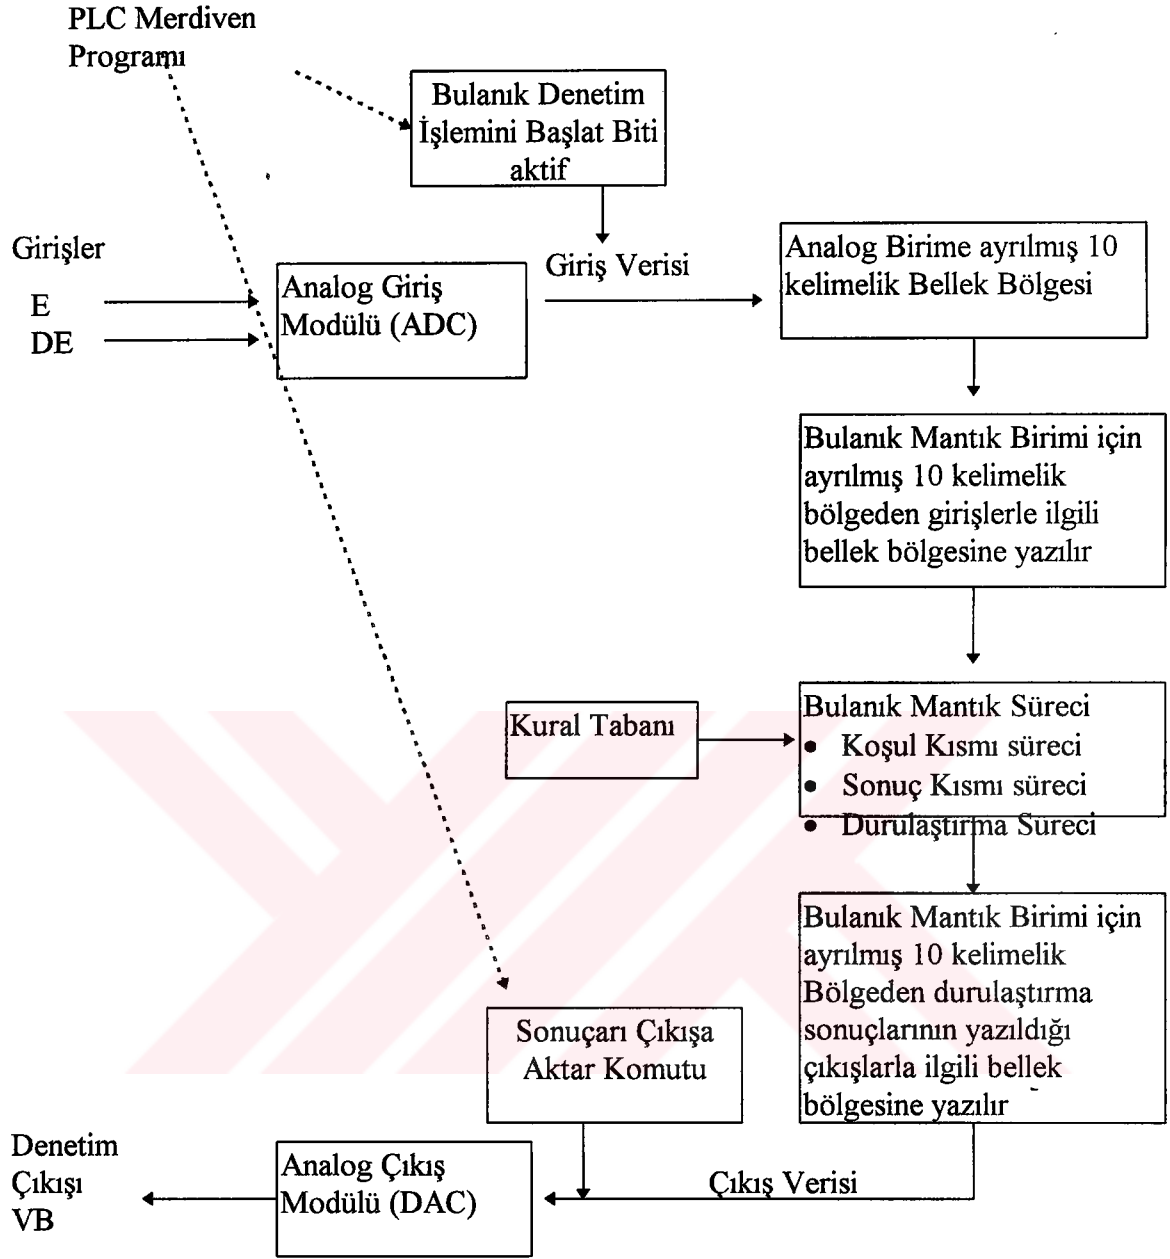 PLC Merdiven
Programı
Bulanık Denetim
İşlemini Başlat Biti
aktif
Girişler
E
DE
Analog Giriş
Modülü (ADC)
Giriş Verisi
Analog Birime ayrılmış 10
kelimelik Bellek Bölgesi
Bulanık Mantık Birimi için
ayrılmış 10 kelimelik
bölgeden girişlerle ilgili
bellek bölgesine yazılır
Kural Tabanı
Bulanık Mantık Süreci
• Koşul Kısmı süreci
• Sonuç Kısmı süreci
• Durulaştırma Süreci
Bulanık Mantık Birimi için
ayrılmış 10 kelimelik
Bölgeden durulaştırma
sonuçlarının yazıldığı
çıkışlarla ilgili bellek
bölgesine yazılır
Sonuçarı Çıkışa
Aktar Komutu
Denetim
Çıkışı
VB
Analog Çıkış
Modülü (DAC)
Çıkış Verisi